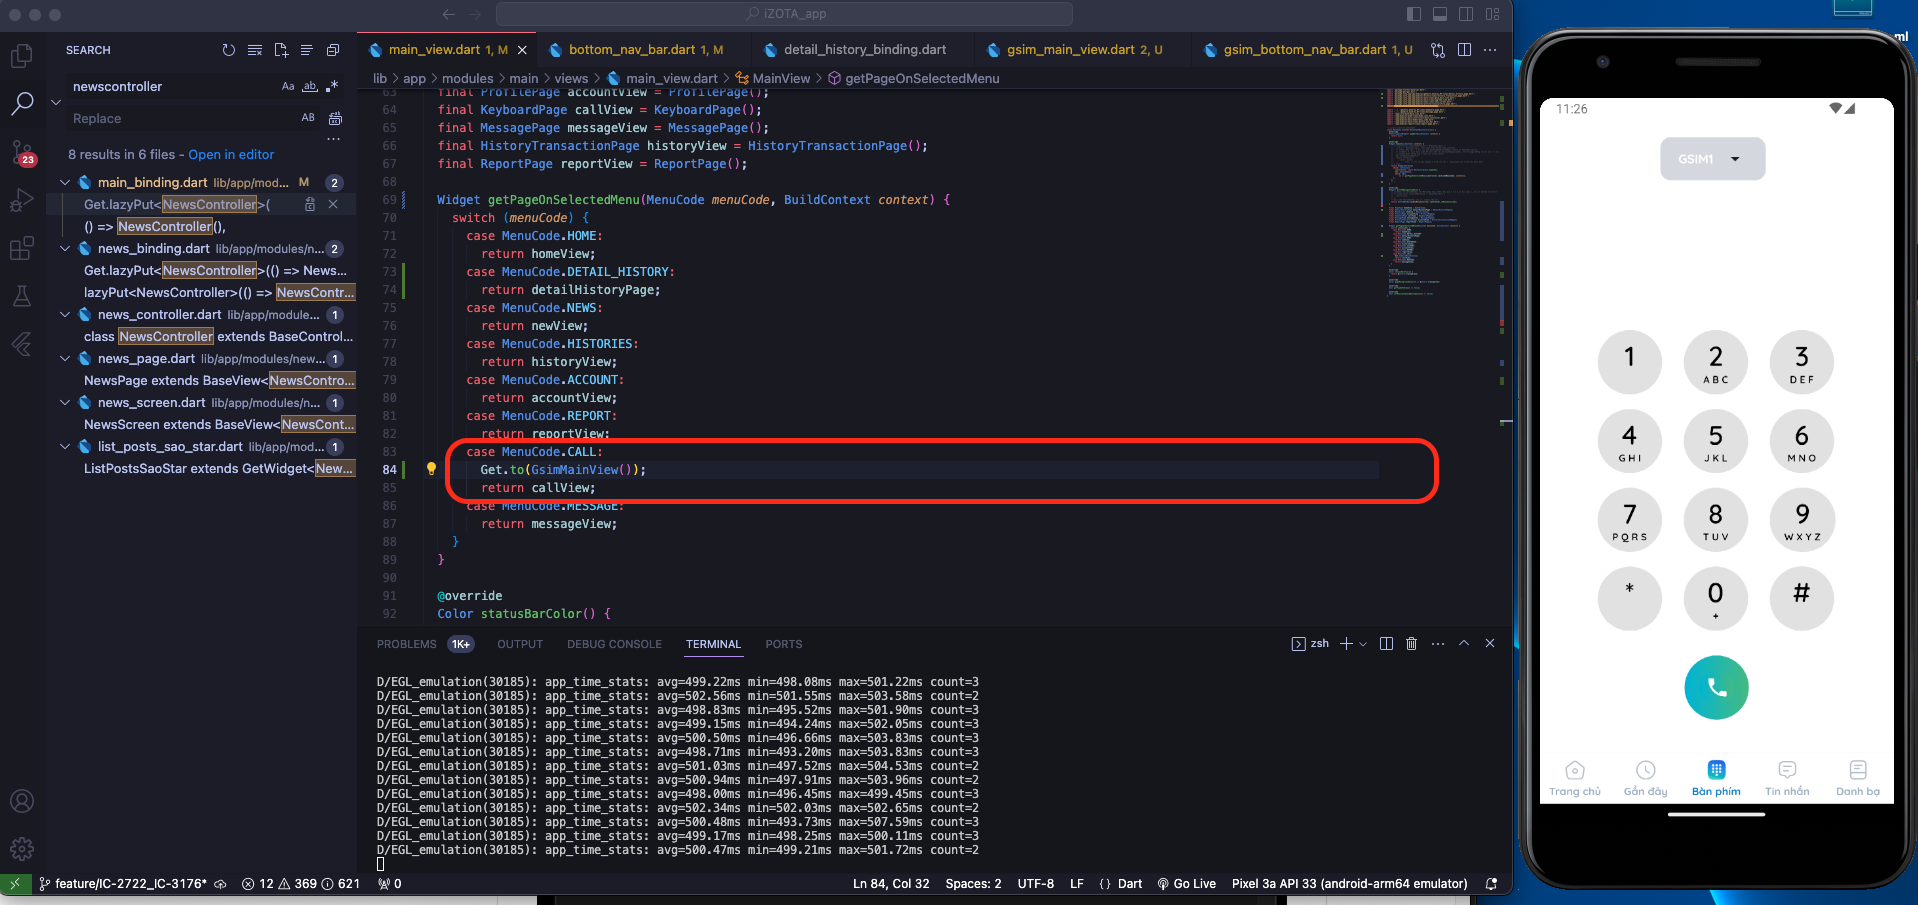 iZOTA_app
SEARCH
newscontroller
Aa
ab
Replace
AB
8 results in 6 files - Open in editor
main_binding.dart lib/app/mod... M 2
Get.lazyPut<NewsController>(
() => NewsController(),
news_binding.dart lib/app/modules/n... 2
Get.lazyPut<NewsController>(() => News...
lazyPut<NewsController>(() => NewsContr...
news_controller.dart lib/app/module... 1
class NewsController extends BaseControl...
news_page.dart lib/app/modules/new... 1
NewsPage extends BaseView<NewsContro...
news_screen.dart lib/app/modules/n... 1
NewsScreen extends BaseView<NewsCont...
list_posts_sao_star.dart lib/app/mod... 1
ListPostsSaoStar extends GetWidget<New...
23
main_view.dart 1, M
bottom_nav_bar.dart 1, M
detail_history_binding.dart
gsim_main_view.dart 2, U
gsim_bottom_nav_bar.dart 1, U
lib > app > modules > main > views > main_view.dart > MainView > getPageOnSelectedMenu
63 final ProfilePage accountView = ProfilePage();
64 final KeyboardPage callView = KeyboardPage();
65 final MessagePage messageView = MessagePage();
66 final HistoryTransactionPage historyView = HistoryTransactionPage();
67 final ReportPage reportView = ReportPage();
68
69 Widget getPageOnSelectedMenu(MenuCode menuCode, BuildContext context) {
70 switch (menuCode) {
71 case MenuCode.HOME:
72 return homeView;
73 case MenuCode.DETAIL_HISTORY:
74 return detailHistoryPage;
75 case MenuCode.NEWS:
76 return newView;
77 case MenuCode.HISTORIES:
78 return historyView;
79 case MenuCode.ACCOUNT:
80 return accountView;
81 case MenuCode.REPORT:
82 return reportView;
83 case MenuCode.CALL:
84 Get.to(GsimMainView());
85 return callView;
86 case MenuCode.MESSAGE:
87 return messageView;
88 }
89 }
90
91 @override
92 Color statusBarColor() {
PROBLEMS 1K+ OUTPUT DEBUG CONSOLE TERMINAL PORTS
zsh
D/EGL_emulation(30185): app_time_stats: avg=499.22ms min=498.08ms max=501.22ms count=3
D/EGL_emulation(30185): app_time_stats: avg=502.56ms min=501.55ms max=503.58ms count=2
D/EGL_emulation(30185): app_time_stats: avg=498.83ms min=495.52ms max=501.90ms count=3
D/EGL_emulation(30185): app_time_stats: avg=499.15ms min=494.24ms max=502.05ms count=3
D/EGL_emulation(30185): app_time_stats: avg=500.50ms min=496.66ms max=503.83ms count=3
D/EGL_emulation(30185): app_time_stats: avg=498.71ms min=493.20ms max=503.83ms count=3
D/EGL_emulation(30185): app_time_stats: avg=501.03ms min=497.52ms max=504.53ms count=2
D/EGL_emulation(30185): app_time_stats: avg=500.94ms min=497.91ms max=503.96ms count=2
D/EGL_emulation(30185): app_time_stats: avg=498.00ms min=496.45ms max=499.45ms count=3
D/EGL_emulation(30185): app_time_stats: avg=502.34ms min=502.03ms max=502.65ms count=2
D/EGL_emulation(30185): app_time_stats: avg=500.48ms min=493.73ms max=507.59ms count=3
D/EGL_emulation(30185): app_time_stats: avg=499.17ms min=498.25ms max=500.11ms count=3
D/EGL_emulation(30185): app_time_stats: avg=500.47ms min=499.21ms max=501.72ms count=2
feature/IC-2722_IC-3176* 12 369 621 0
Ln 84, Col 32 Spaces: 2 UTF-8 LF {} Dart Go Live Pixel 3a API 33 (android-arm64 emulator)
ml
11:26
GSIM1
1
2 ABC
3 DEF
4 GHI
5 JKL
6 MNO
7 PQRS
8 TUV
9 WXYZ
*
0 +
#
Trang chủ
Gần đây
Bàn phím
Tin nhắn
Danh bạ